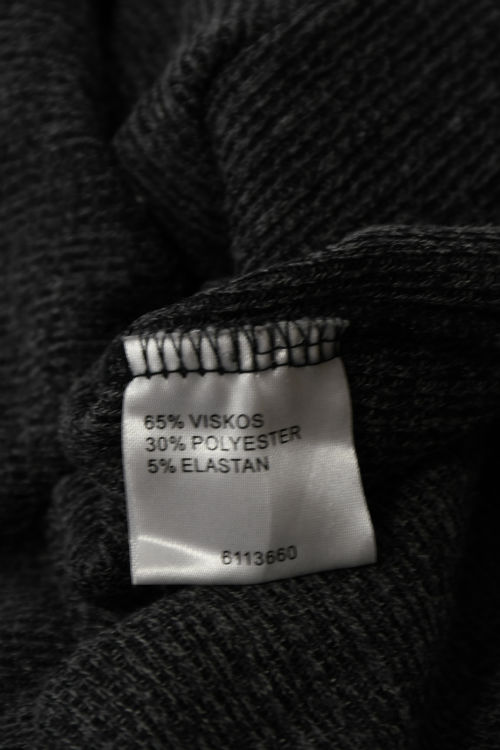 65% VISKOS
30% POLYESTER
5% ELASTAN
6113660